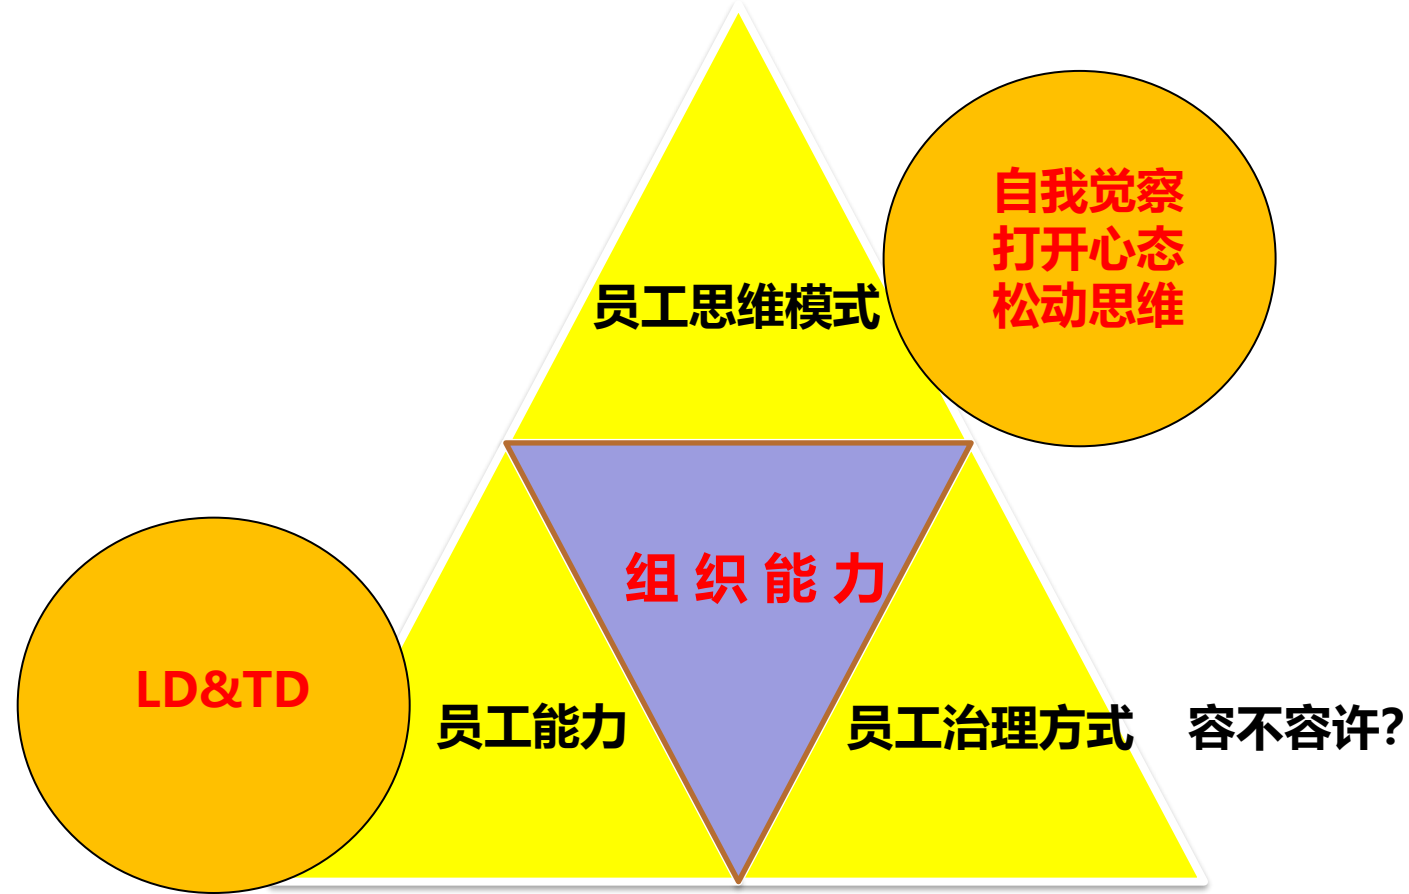 自我觉察
打开心态
松动思维
员工思维模式
组 织 能 力
LD&TD
员工能力
员工治理方式 容不容许?